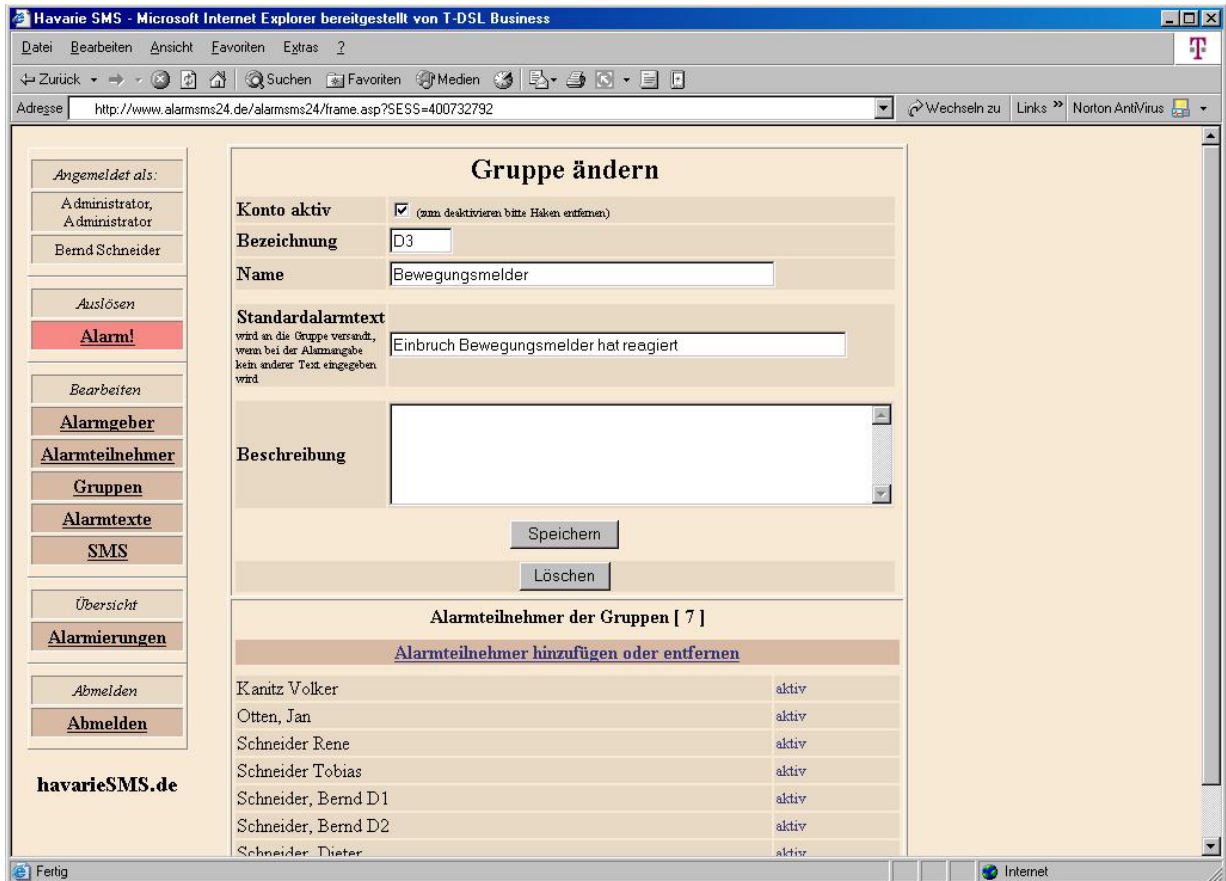 Havarie SMS - Microsoft Internet Explorer bereitgestellt von T-DSL Business
Datei Bearbeiten Ansicht Favoriten Extras ?
Zurück Suchen Favoriten Medien
Adresse http://www.alarmsms24.de/alarmsms24/frame.asp?SESS=400732792 Wechseln zu Links » Norton AntiVirus
Angemeldet als:
Administrator,
Administrator
Bernd Schneider
Auslösen
Alarm!
Bearbeiten
Alarmgeber
Alarmteilnehmer
Gruppen
Alarmtexte
SMS
Übersicht
Alarmierungen
Abmelden
Abmelden
havarieSMS.de
Gruppe ändern
Konto aktiv (zum deaktivieren bitte Haken entfernen)
Bezeichnung D3
Name Bewegungsmelder
Standardalarmtext
wird an die Gruppe versandt,
wenn bei der Alarmangabe
kein anderer Text eingegeben
wird
Einbruch Bewegungsmelder hat reagiert
Beschreibung
Speichern
Löschen
Alarmteilnehmer der Gruppen [ 7 ]
Alarmteilnehmer hinzufügen oder entfernen
Kanitz Volker aktiv
Otten, Jan aktiv
Schneider Rene aktiv
Schneider Tobias aktiv
Schneider, Bernd D1 aktiv
Schneider, Bernd D2 aktiv
Schneider, Dieter aktiv
Fertig Internet